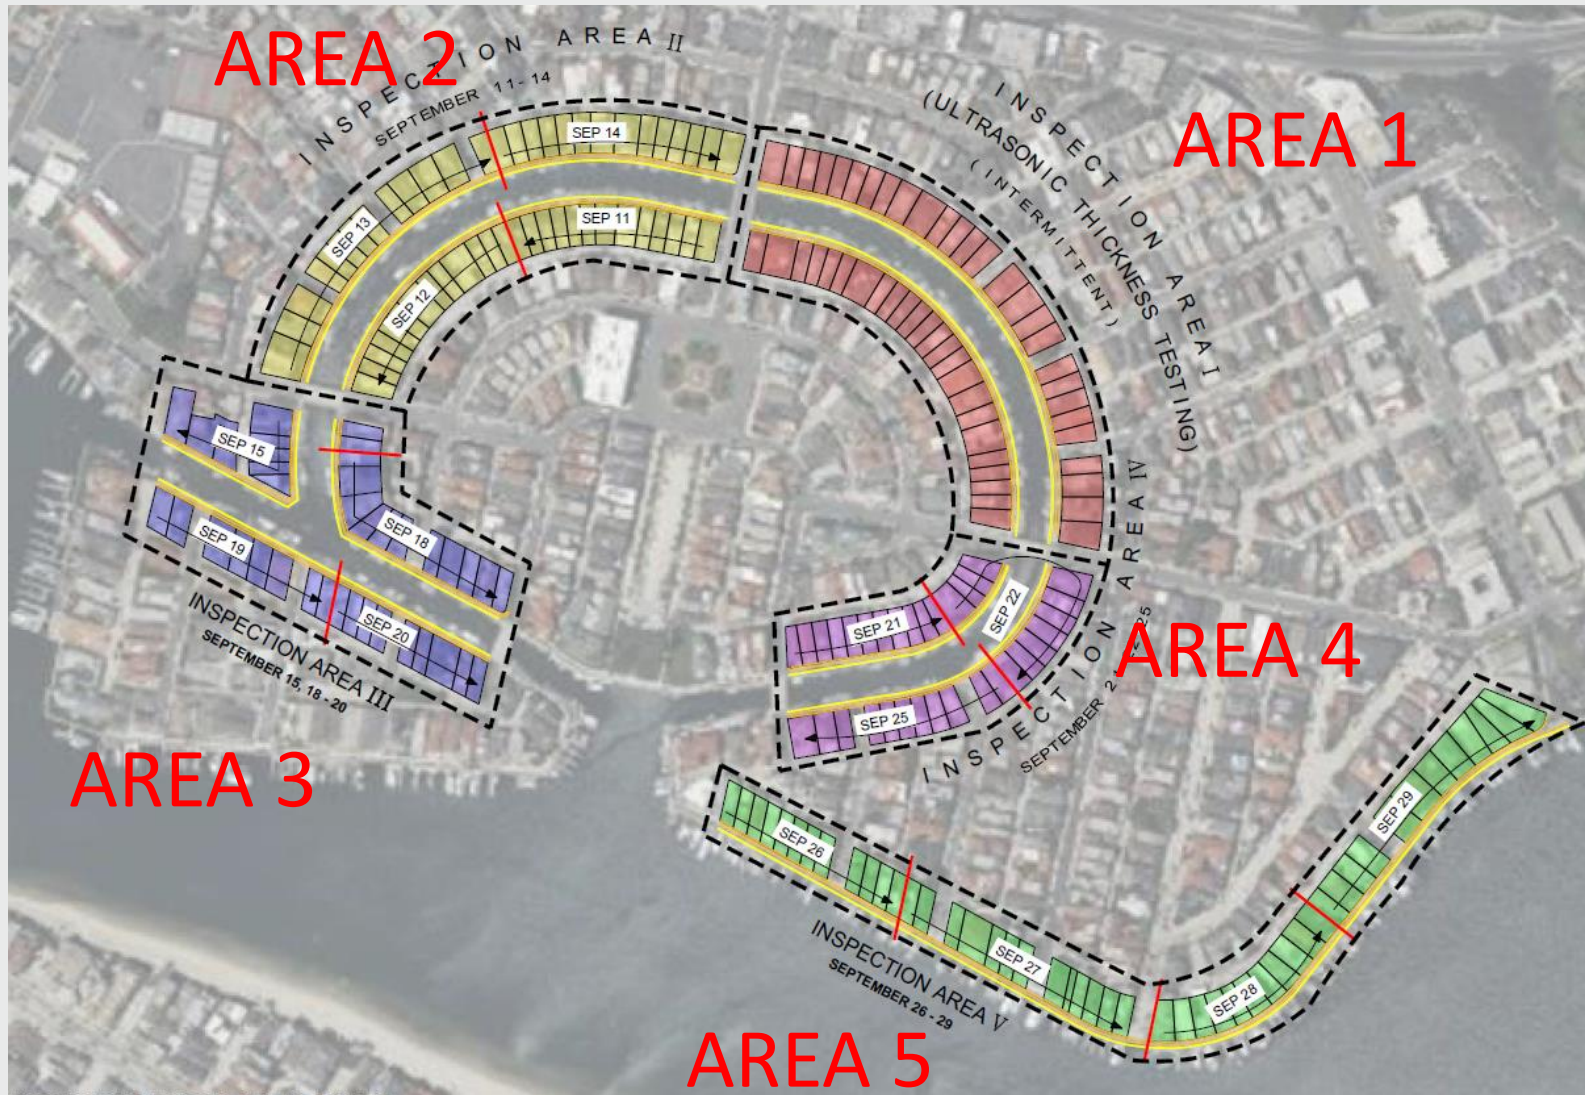 AREA 2
INSPECTION AREA II
SEPTEMBER 11-14
SEP 14
SEP 13
SEP 11
SEP 12
AREA 1
INSPECTION AREA I
(ULTRASONIC THICKNESS TESTING)
(INTERMITTENT)
SEP 15
SEP 18
SEP 19
SEP 20
INSPECTION AREA III
SEPTEMBER 15, 18 - 20
AREA 3
SEP 21
SEP 22
SEP 25
INSPECTION AREA IV
SEPTEMBER 25
AREA 4
SEP 26
SEP 27
SEP 28
SEP 29
INSPECTION AREA V
SEPTEMBER 26 - 29
AREA 5